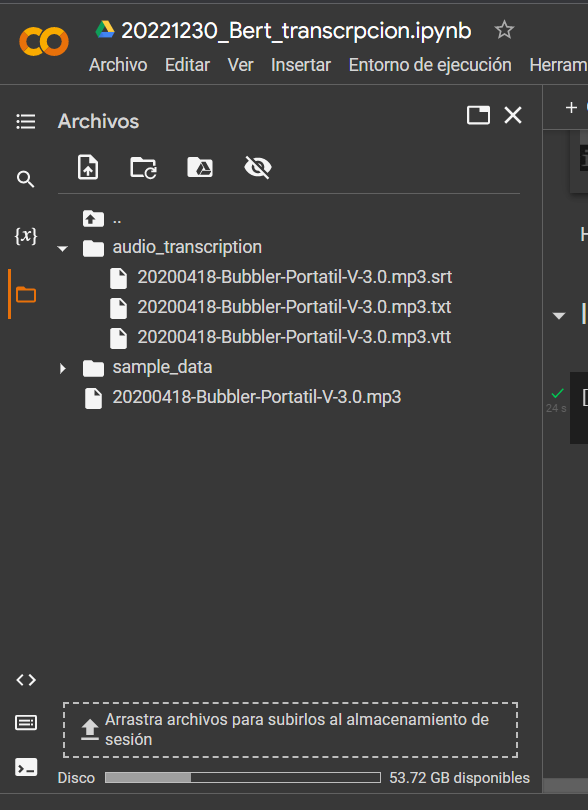 20221230_Bert_transcrpcion.ipynb
Archivo Editar Ver Insertar Entorno de ejecución Herram
Archivos
{x}
..
audio_transcription
20200418-Bubbler-Portatil-V-3.0.mp3.srt
20200418-Bubbler-Portatil-V-3.0.mp3.txt
20200418-Bubbler-Portatil-V-3.0.mp3.vtt
sample_data
20200418-Bubbler-Portatil-V-3.0.mp3
24 s
Arrastra archivos para subirlos al almacenamiento de
sesión
Disco 53.72 GB disponibles